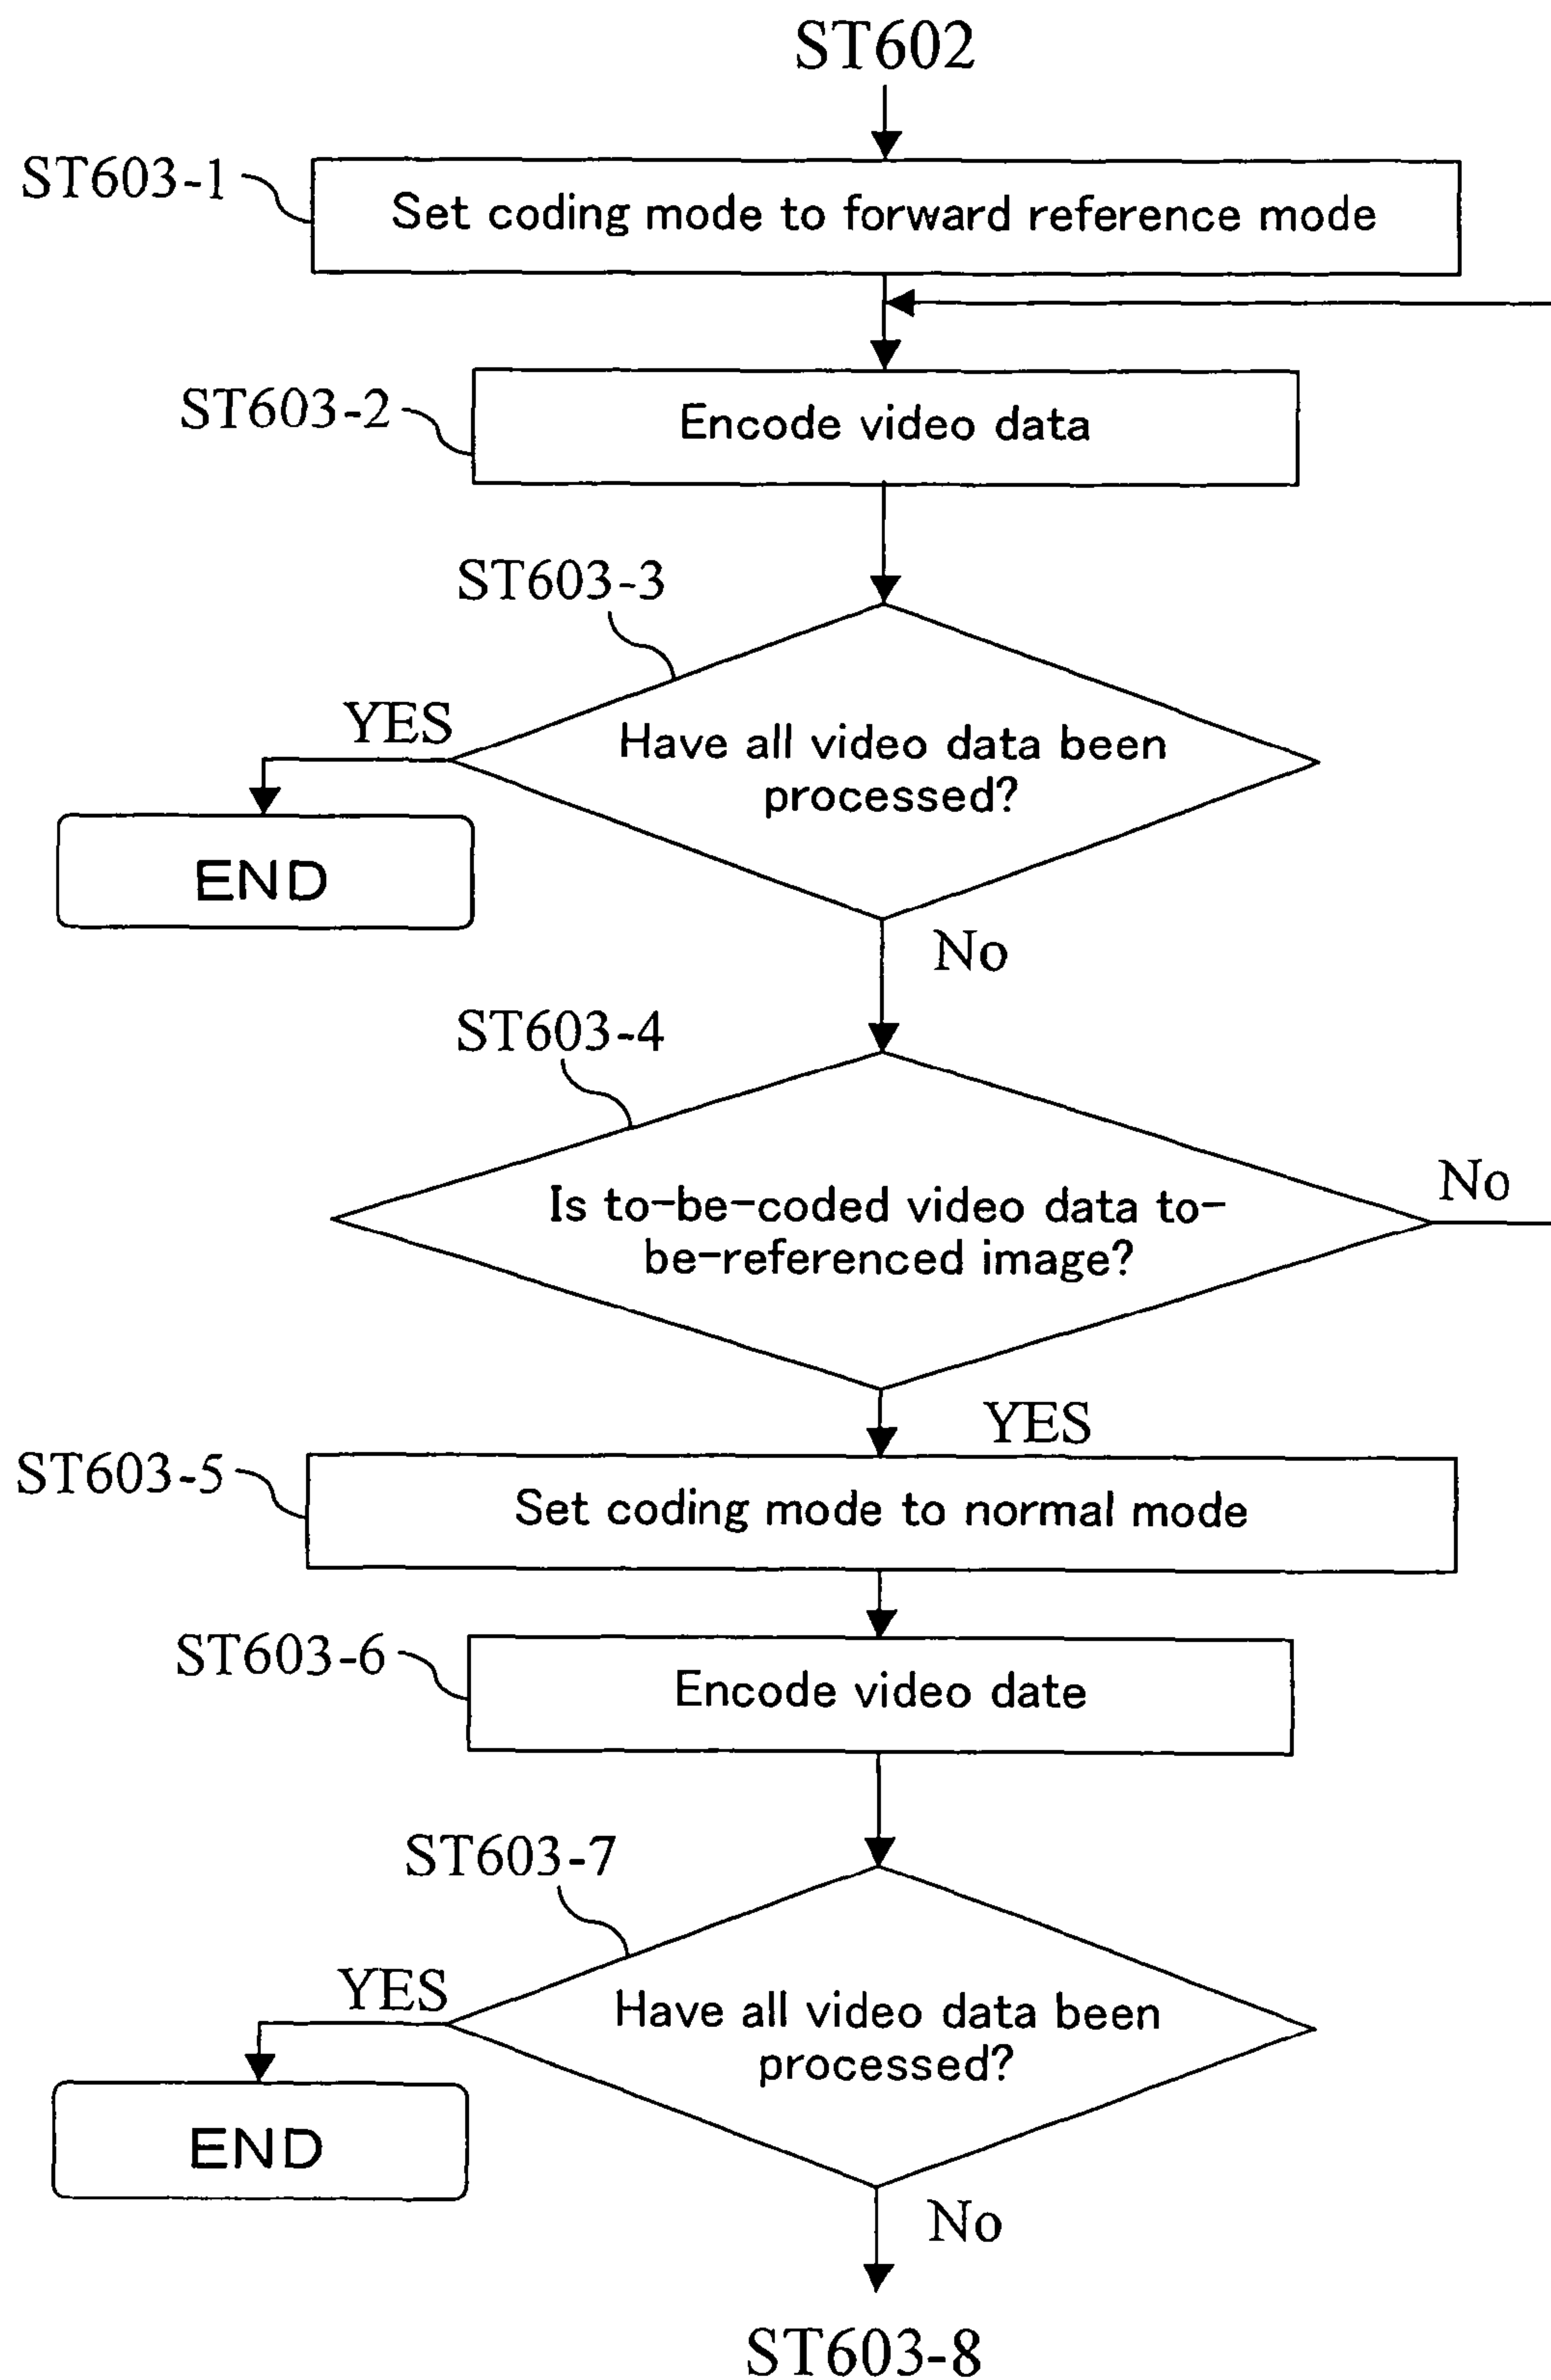 ST602
ST603-1
Set coding mode to forward reference mode
ST603-2
Encode video data
ST603-3
YES
Have all video data been
processed?
END
No
ST603-4
Is to-be-coded video data to-
be-referenced image?
No
YES
ST603-5
Set coding mode to normal mode
ST603-6
Encode video date
ST603-7
YES
Have all video data been
processed?
END
No
ST603-8